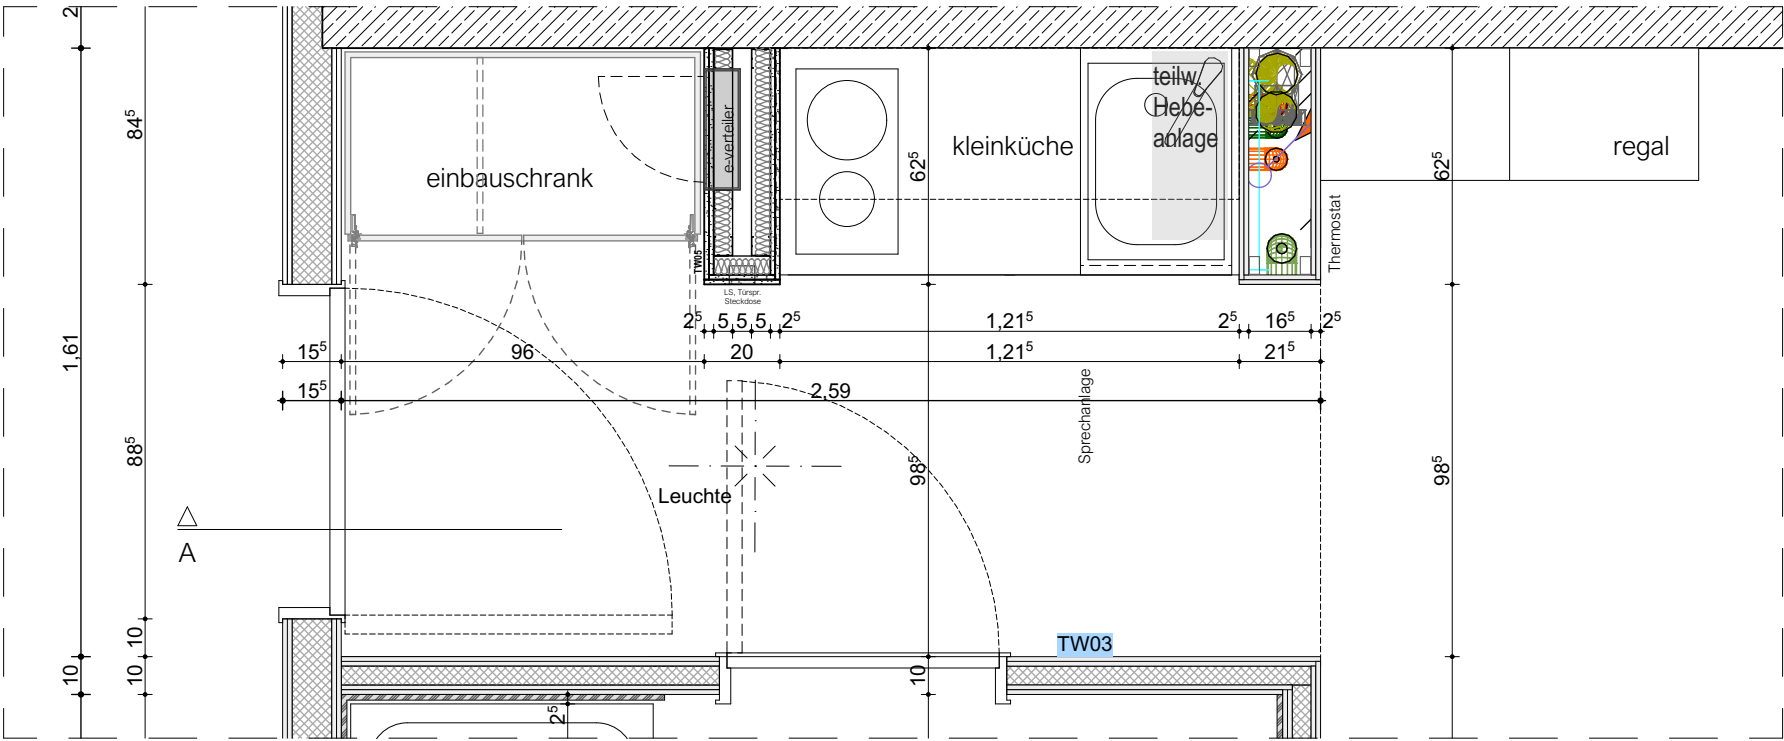 2
84⁵
1,61
88⁵
10
10
10
einbauschrank
e-verteiler
TW05
LS, Türspr.
Steckdose
kleinküche
teilw.
Hebe-
anlage
62⁵
regal
62⁵
Thermostat
2⁵ 5 5 5 2⁵ 1,21⁵ 2⁵ 16⁵ 2⁵
15⁵ 96 20 1,21⁵ 21⁵
15⁵ 2,59
Sprechanlage
98⁵
98⁵
Leuchte
A
TW03
10
2⁵